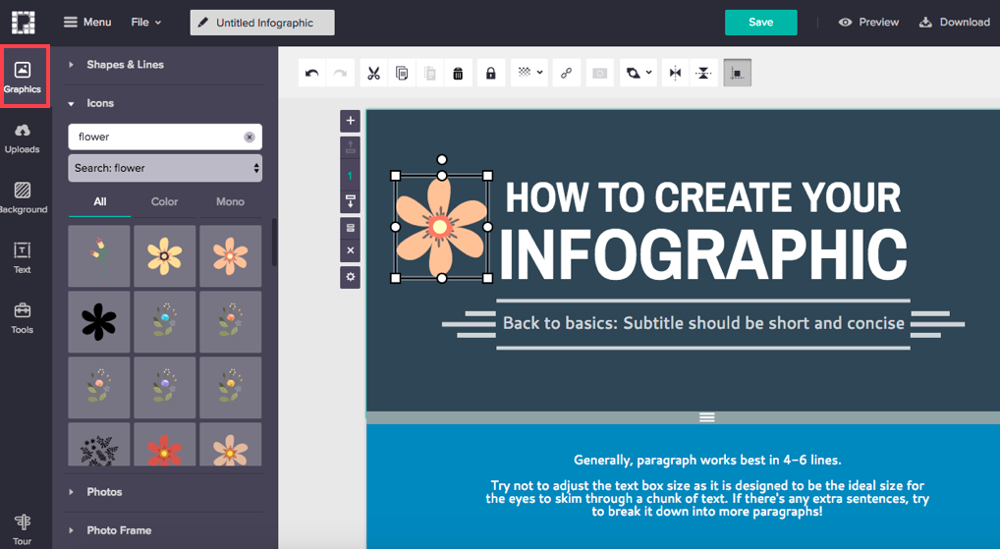 Menu
File
Untitled Infographic
Save
Preview
Download
Graphics
Uploads
Background
Text
Tools
Tour
Shapes & Lines
Icons
flower
Search: flower
All Color Mono
Photos
Photo Frame
1
HOW TO CREATE YOUR
INFOGRAPHIC
Back to basics: Subtitle should be short and concise
Generally, paragraph works best in 4-6 lines.
Try not to adjust the text box size as it is designed to be the ideal size for
the eyes to skim through a chunk of text. If there's any extra sentences, try
to break it down into more paragraphs!